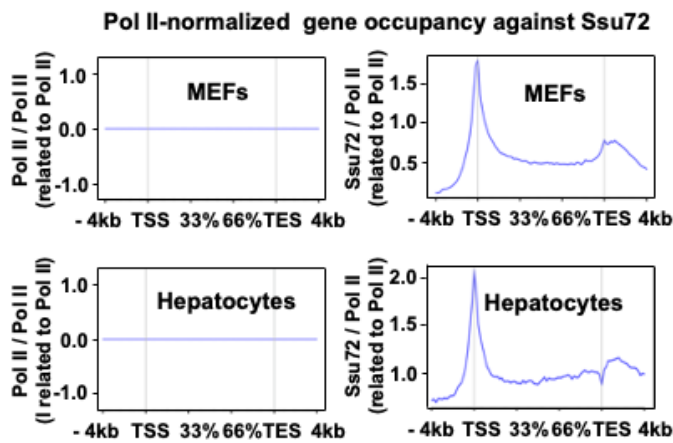 Pol II-normalized gene occupancy against Ssu72
Pol II / Pol II
(related to Pol II)
1.0
0.0
-1.0
MEFs
- 4kb TSS 33% 66% TES 4kb
Ssu72 / Pol II
(related to Pol II)
1.5
1.0
0.5
MEFs
- 4kb TSS 33% 66% TES 4kb
Pol II / Pol II
(I related to Pol II)
1.0
0.0
-1.0
Hepatocytes
- 4kb TSS 33% 66% TES 4kb
Ssu72 / Pol II
(related to Pol II)
2.0
1.5
1.0
Hepatocytes
- 4kb TSS 33% 66% TES 4kb